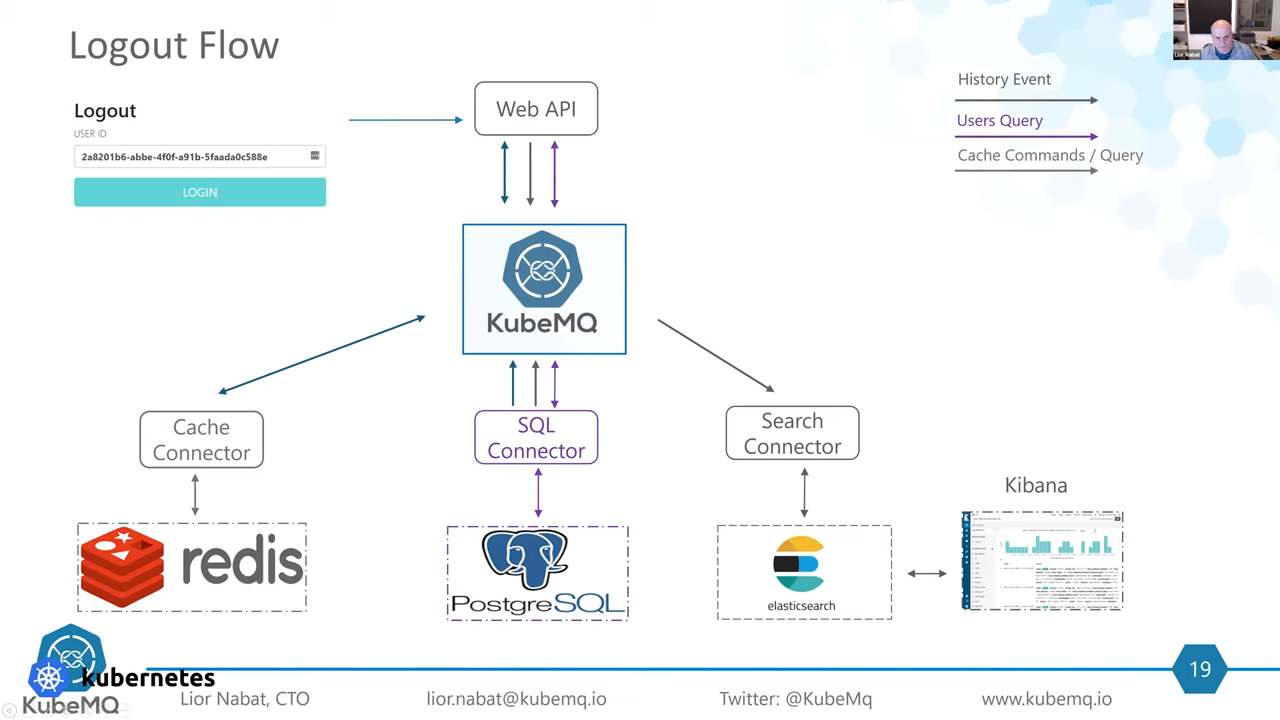 Logout Flow
Lior Nabat
Logout
USER ID
2a8201b6-abbe-4f0f-a91b-5faada0c588e
LOGIN
Web API
History Event
Users Query
Cache Commands / Query
KubeMQ
Cache
Connector
SQL
Connector
Search
Connector
Kibana
redis
PostgreSQL
elasticsearch
kubernetes
KubeMQ
19
Lior Nabat, CTO
lior.nabat@kubemq.io
Twitter: @KubeMq
www.kubemq.io